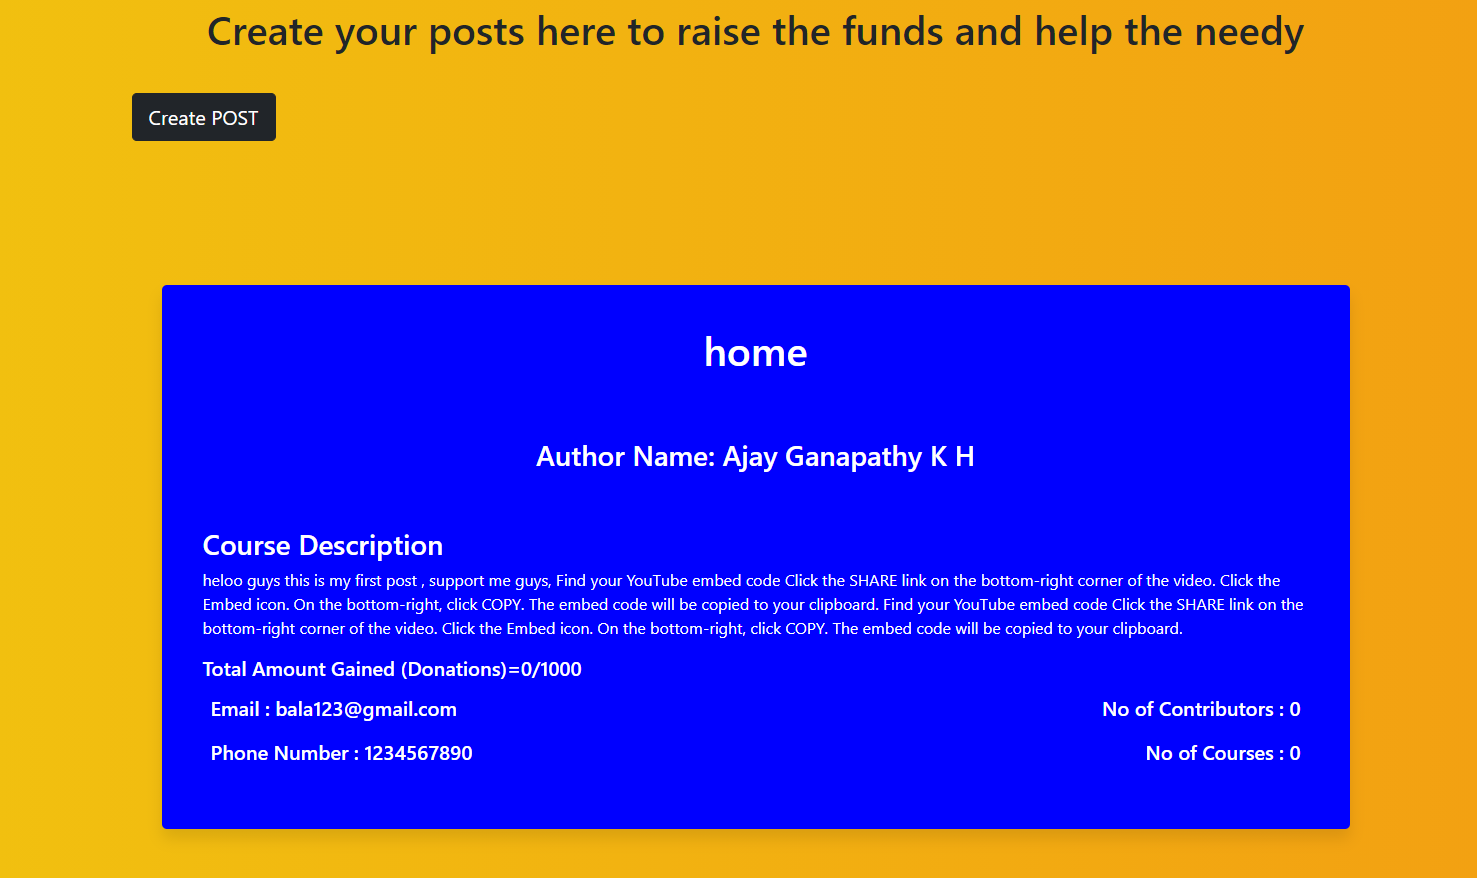 Create your posts here to raise the funds and help the needy
Create POST
home
Author Name: Ajay Ganapathy K H
Course Description
heloo guys this is my first post , support me guys, Find your YouTube embed code Click the SHARE link on the bottom-right corner of the video. Click the
Embed icon. On the bottom-right, click COPY. The embed code will be copied to your clipboard. Find your YouTube embed code Click the SHARE link on the
bottom-right corner of the video. Click the Embed icon. On the bottom-right, click COPY. The embed code will be copied to your clipboard.
Total Amount Gained (Donations)=0/1000
Email : bala123@gmail.com
No of Contributors : 0
Phone Number : 1234567890
No of Courses : 0